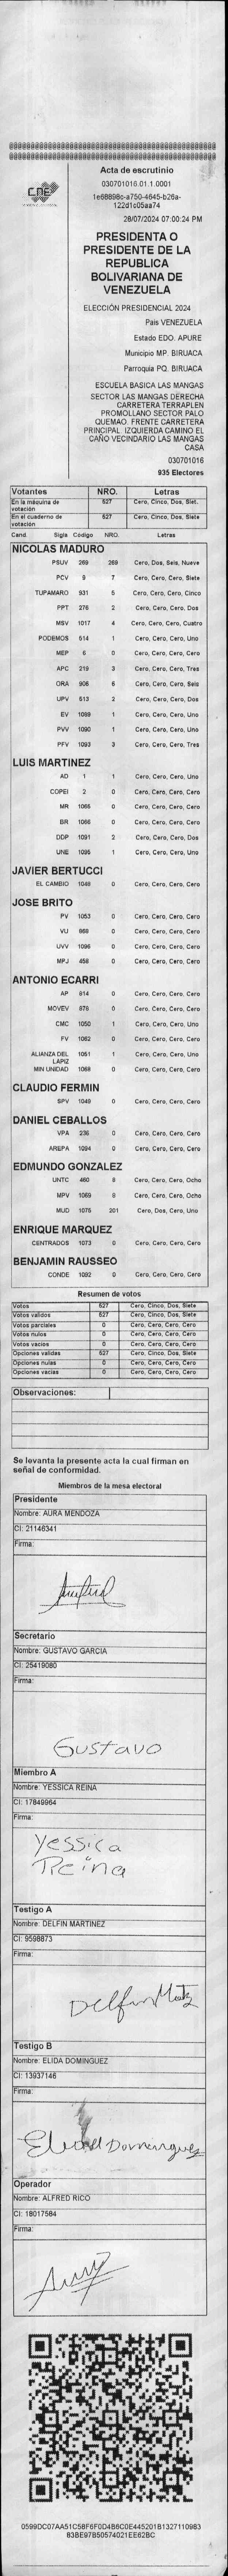 CNE
Acta de escrutinio
030701016.01.1.0001
1e68898c-a750-4645-b26a-
122d1c05aa74
28/07/2024 07:00:24 PM
PRESIDENTA O
PRESIDENTE DE LA
REPUBLICA
BOLIVARIANA DE
VENEZUELA
ELECCIÓN PRESIDENCIAL 2024
Pais VENEZUELA
Estado EDO. APURE
Municipio MP. BIRUACA
Parroquia PQ. BIRUACA
ESCUELA BASICA LAS MANGAS
SECTOR LAS MANGAS DERECHA
CARRETERA TERRAPLEN
PROMOLLANO SECTOR PALO
QUEMAO. FRENTE CARRETERA
PRINCIPAL. IZQUIERDA CAMINO EL
CAÑO VECINDARIO LAS MANGAS
CASA
030701016
935 Electores
Votantes NRO. Letras
En la máquina de votación 527 Cero, Cinco, Dos, Siet.
En el cuaderno de votación 527 Cero, Cinco, Dos, Siete
Cand. Sigla Código NRO. Letras
NICOLAS MADURO
PSUV 269 269 Cero, Dos, Seis, Nueve
PCV 9 7 Cero, Cero, Cero, Siete
TUPAMARO 931 5 Cero, Cero, Cero, Cinco
PPT 276 2 Cero, Cero, Cero, Dos
MSV 1017 4 Cero, Cero, Cero, Cuatro
PODEMOS 514 1 Cero, Cero, Cero, Uno
MEP 6 0 Cero, Cero, Cero, Cero
APC 219 3 Cero, Cero, Cero, Tres
ORA 906 6 Cero, Cero, Cero, Seis
UPV 513 2 Cero, Cero, Cero, Dos
EV 1089 1 Cero, Cero, Cero, Uno
PVV 1090 1 Cero, Cero, Cero, Uno
PFV 1093 3 Cero, Cero, Cero, Tres
LUIS MARTINEZ
AD 1 1 Cero, Cero, Cero, Uno
COPEI 2 0 Cero, Cero, Cero, Cero
MR 1065 0 Cero, Cero, Cero, Cero
BR 1066 0 Cero, Cero, Cero, Cero
DDP 1091 2 Cero, Cero, Cero, Dos
UNE 1095 1 Cero, Cero, Cero, Uno
JAVIER BERTUCCI
EL CAMBIO 1048 0 Cero, Cero, Cero, Cero
JOSE BRITO
PV 1053 0 Cero, Cero, Cero, Cero
VU 669 0 Cero, Cero, Cero, Cero
UVV 1096 0 Cero, Cero, Cero, Cero
MPJ 456 0 Cero, Cero, Cero, Cero
ANTONIO ECARRI
AP 814 0 Cero, Cero, Cero, Cero
MOVEV 876 0 Cero, Cero, Cero, Cero
CMC 1050 1 Cero, Cero, Cero, Uno
FV 1062 0 Cero, Cero, Cero, Cero
ALIANZA DEL LAPIZ 1051 1 Cero, Cero, Cero, Uno
MIN UNIDAD 1068 0 Cero, Cero, Cero, Cero
CLAUDIO FERMIN
SPV 1049 0 Cero, Cero, Cero, Cero
DANIEL CEBALLOS
VPA 236 0 Cero, Cero, Cero, Cero
AREPA 1094 0 Cero, Cero, Cero, Cero
EDMUNDO GONZALEZ
UNTC 460 8 Cero, Cero, Cero, Ocho
MPV 1069 8 Cero, Cero, Cero, Ocho
MUD 1075 201 Cero, Dos, Cero, Uno
ENRIQUE MARQUEZ
CENTRADOS 1073 0 Cero, Cero, Cero, Cero
BENJAMIN RAUSSEO
CONDE 1092 0 Cero, Cero, Cero, Cero
Resumen de votos
Votos 527 Cero, Cinco, Dos, Siete
Votos validos 527 Cero, Cinco, Dos, Siete
Votos parciales 0 Cero, Cero, Cero, Cero
Votos nulos 0 Cero, Cero, Cero, Cero
Votos vacios 0 Cero, Cero, Cero, Cero
Opciones validas 527 Cero, Cinco, Dos, Siete
Opciones nulas 0 Cero, Cero, Cero, Cero
Opciones vacias 0 Cero, Cero, Cero, Cero
Observaciones:
Se levanta la presente acta la cual firman en
señal de conformidad.
Miembros de la mesa electoral
Presidente
Nombre: AURA MENDOZA
CI: 21146341
Firma:
Secretario
Nombre: GUSTAVO GARCIA
CI: 25419080
Firma:
Gustavo
Miembro A
Nombre: YESSICA REINA
CI: 17849964
Firma:
Yessica
Reina
Testigo A
Nombre: DELFIN MARTINEZ
CI: 9598873
Firma:
Testigo B
Nombre: ELIDA DOMINGUEZ
CI: 13937146
Firma:
Operador
Nombre: ALFRED RICO
CI: 18017584
Firma:
0599DC07AA51C58F6F0D4B6C0E445201B1327110983
83BE97B50574021EE62BC